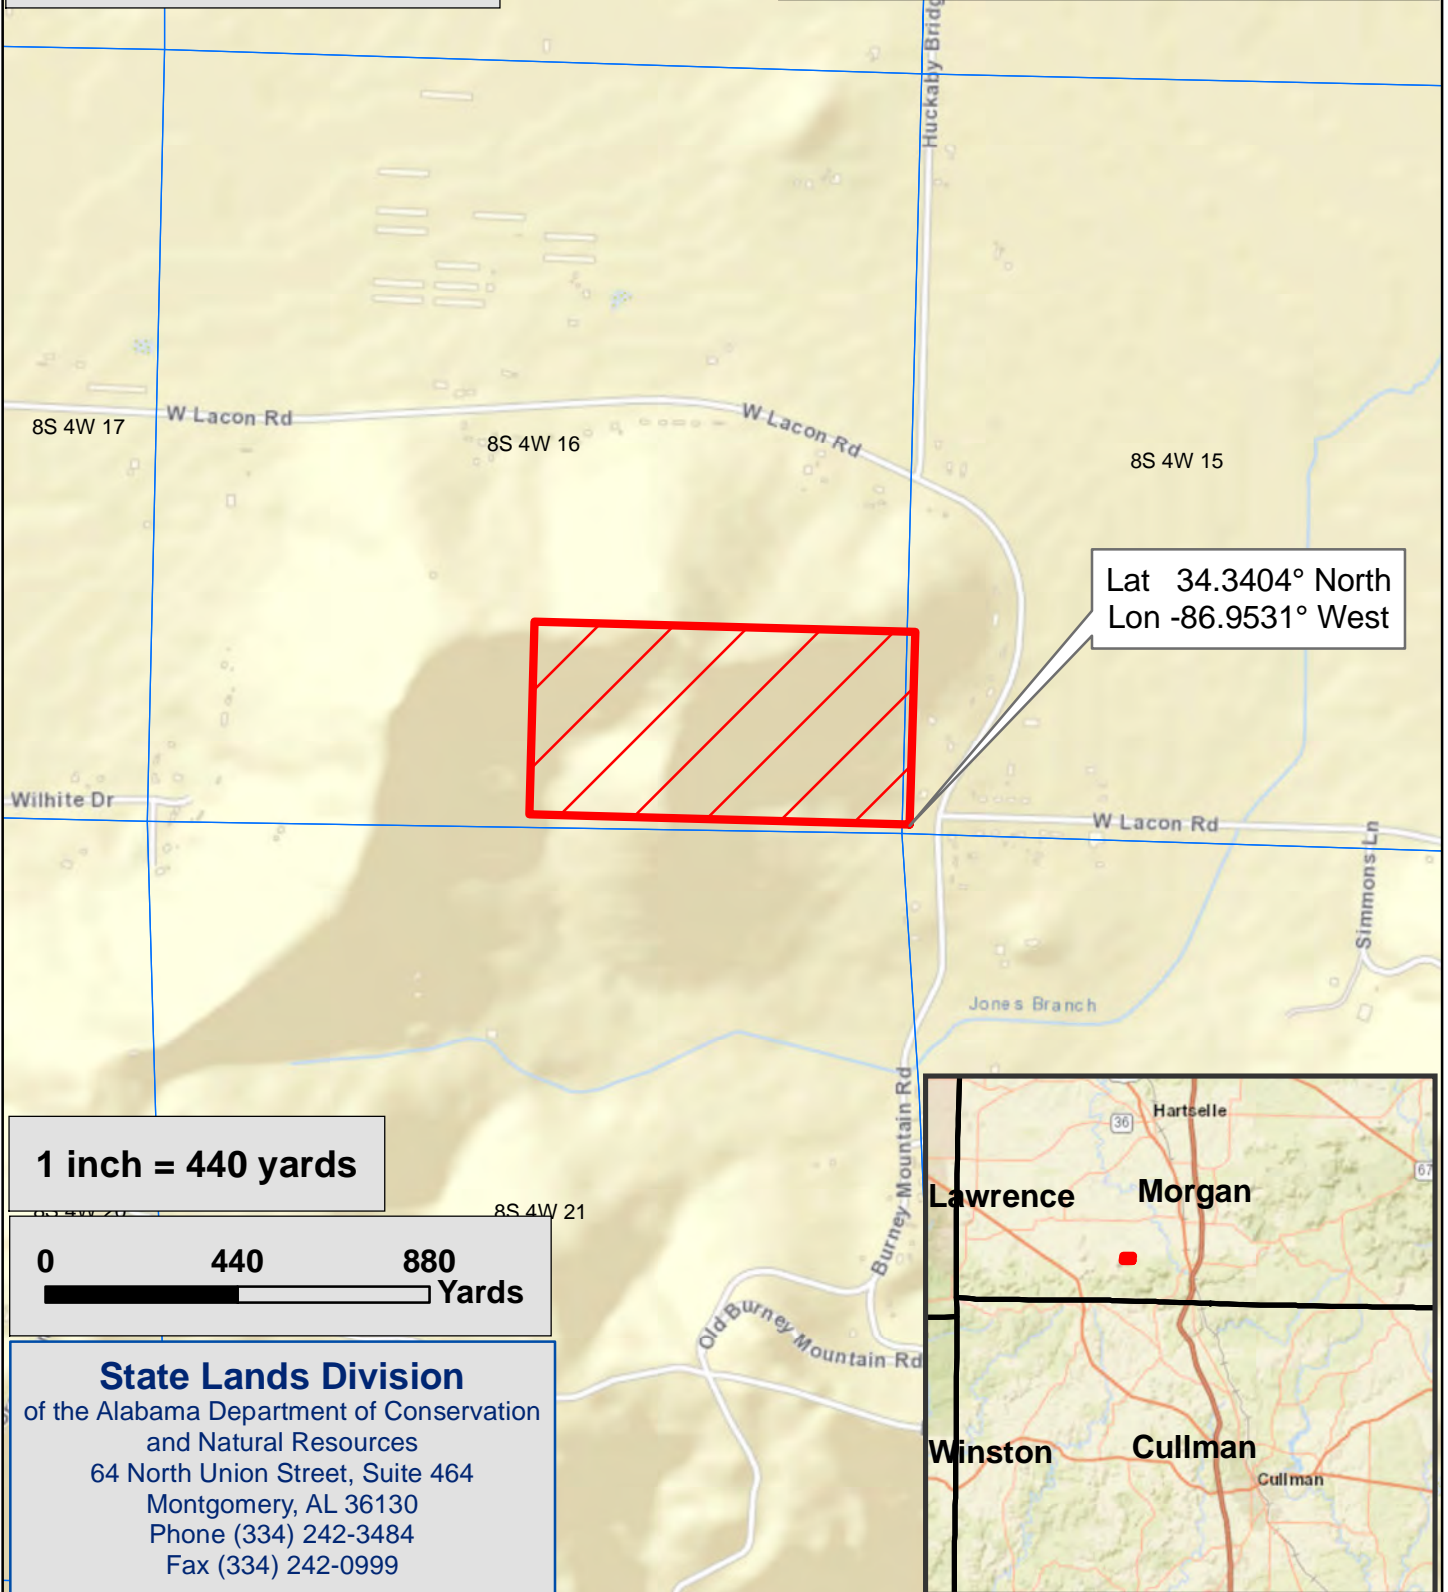 Huckaby Bridg
W Lacon Rd
W Lacon Rd
8S 4W 17
8S 4W 16
8S 4W 15
Lat 34.3404° North
Lon -86.9531° West
Wilhite Dr
W Lacon Rd
Simmons Ln
Jones Branch
Burney Mountain Rd
Old Burney Mountain Rd
8S 4W 20
8S 4W 21
1 inch = 440 yards
0 440 880
Yards
State Lands Division
of the Alabama Department of Conservation
and Natural Resources
64 North Union Street, Suite 464
Montgomery, AL 36130
Phone (334) 242-3484
Fax (334) 242-0999
Hartselle
36
67
Lawrence
Morgan
Winston
Cullman
Cullman